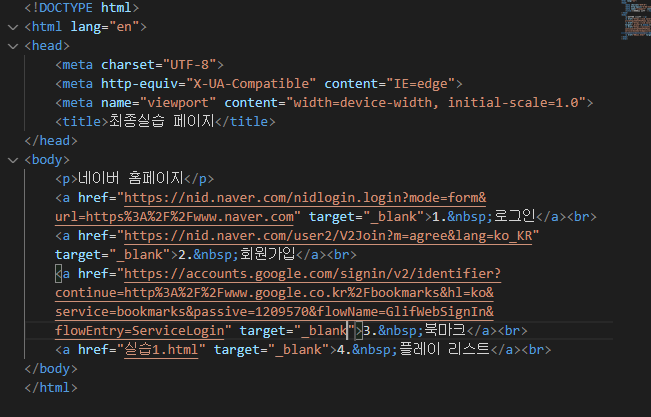 <!DOCTYPE html>
<html lang="en">
<head>
<meta charset="UTF-8">
<meta http-equiv="X-UA-Compatible" content="IE=edge">
<meta name="viewport" content="width=device-width, initial-scale=1.0">
<title>최종실습 페이지</title>
</head>
<body>
<p>네이버 홈페이지</p>
<a href="https://nid.naver.com/nidlogin.login?mode=form&
url=https%3A%2F%2Fwww.naver.com" target="_blank">1.&nbsp;로그인</a><br>
<a href="https://nid.naver.com/user2/V2Join?m=agree&lang=ko_KR"
target="_blank">2.&nbsp;회원가입</a><br>
<a href="https://accounts.google.com/signin/v2/identifier?
continue=http%3A%2F%2Fwww.google.co.kr%2Fbookmarks&hl=ko&
service=bookmarks&passive=1209570&flowName=GlifWebSignIn&
flowEntry=ServiceLogin" target="_blank">3.&nbsp;북마크</a><br>
<a href="실습1.html" target="_blank">4.&nbsp;플레이 리스트</a><br>
</body>
</html>